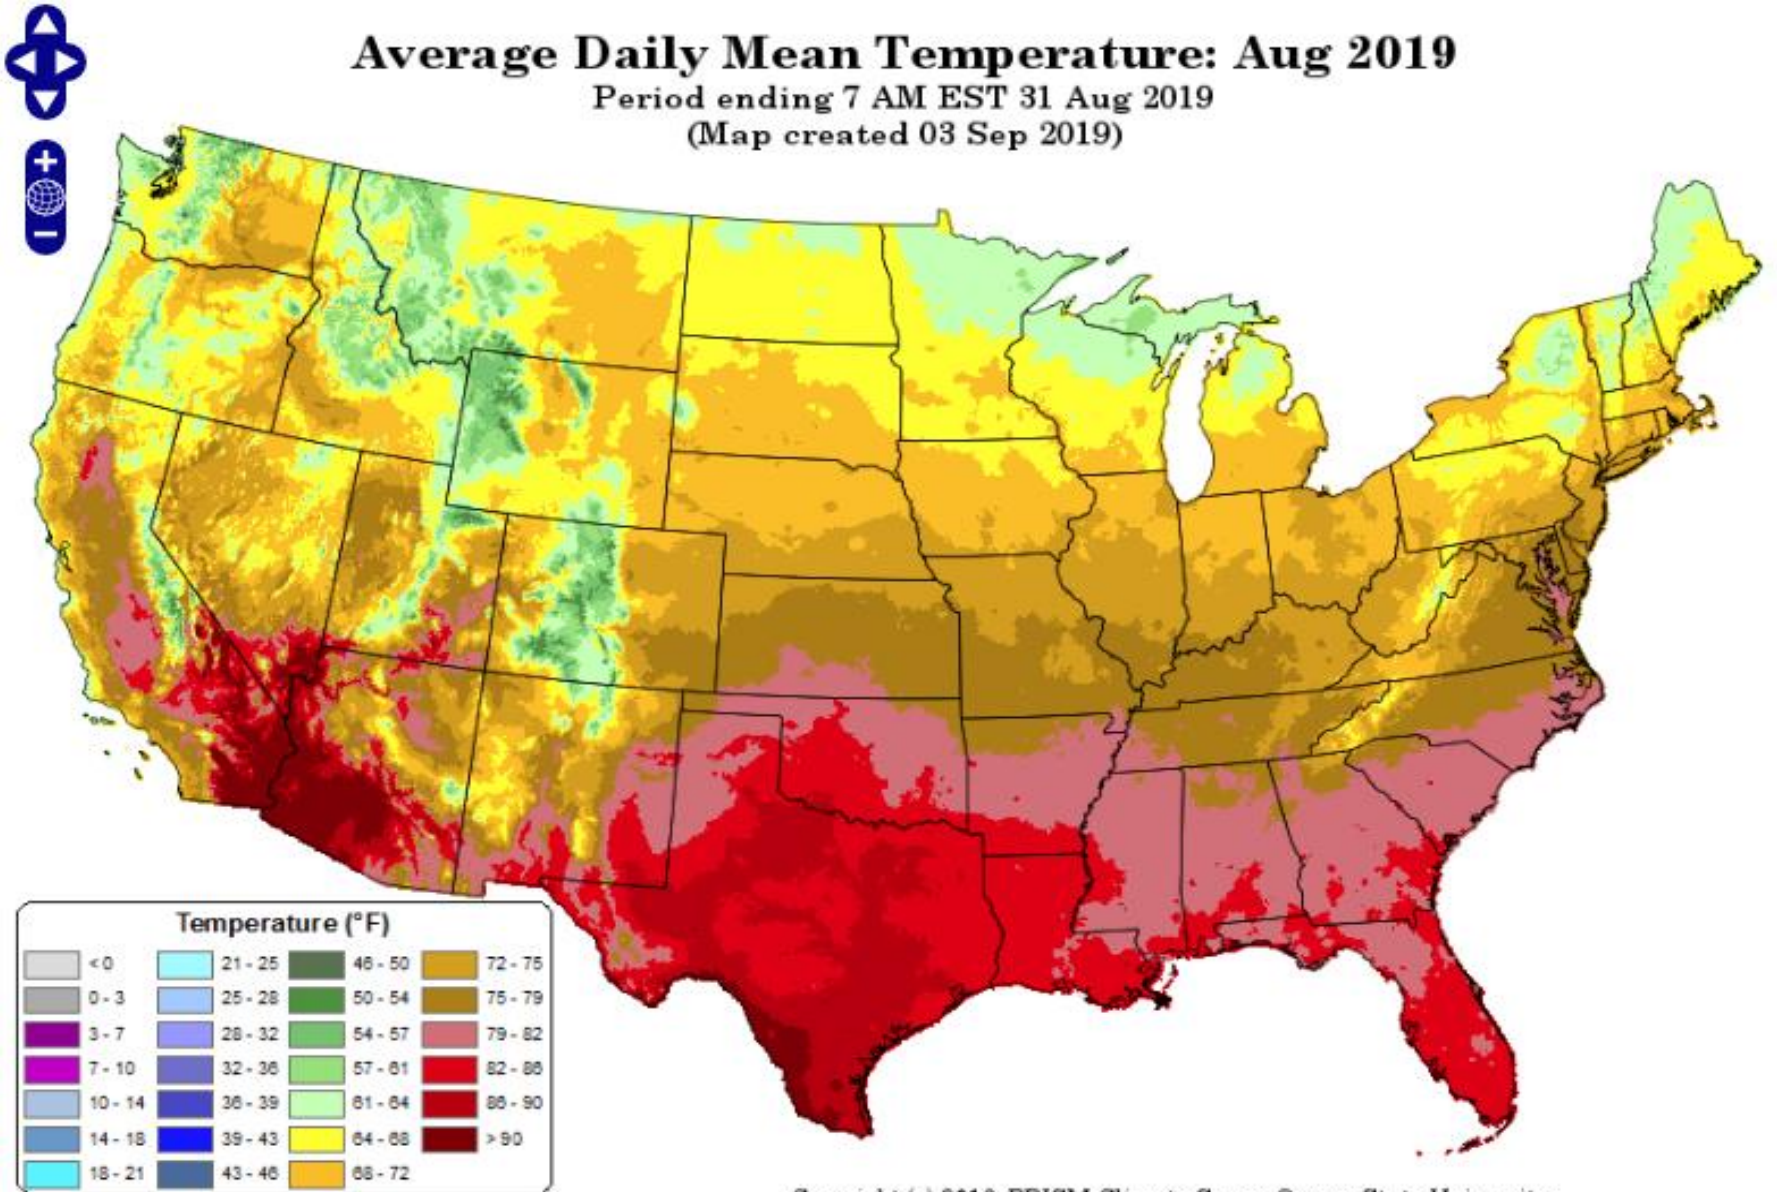 Average Daily Mean Temperature: Aug 2019
Period ending 7 AM EST 31 Aug 2019
(Map created 03 Sep 2019)
Temperature (°F)
< 0
0 - 3
3 - 7
7 - 10
10 - 14
14 - 18
18 - 21
21 - 25
25 - 28
28 - 32
32 - 36
36 - 39
39 - 43
43 - 46
46 - 50
50 - 54
54 - 57
57 - 61
61 - 64
64 - 68
68 - 72
72 - 75
75 - 79
79 - 82
82 - 86
86 - 90
> 90